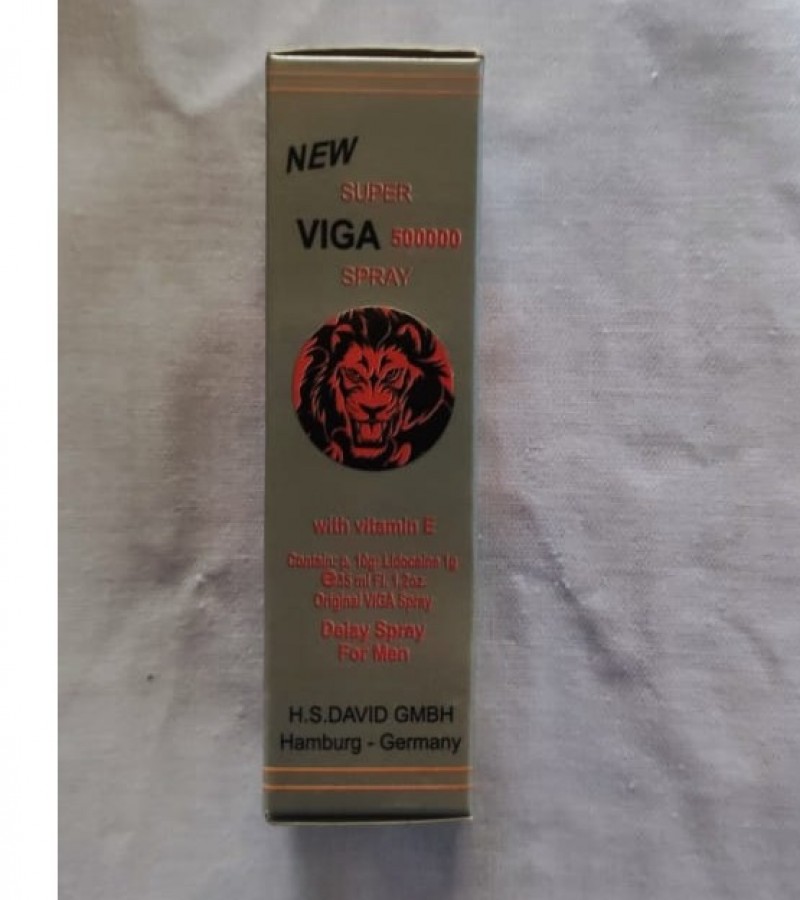 NEW
SUPER
VIGA 500000
SPRAY
with vitamin E
Contain: p. 10g. Lidocaine 1g
35 ml Fl. 1.2oz.
Original VIGA Spray
Delay Spray
For Men
H.S.DAVID GMBH
Hamburg - Germany